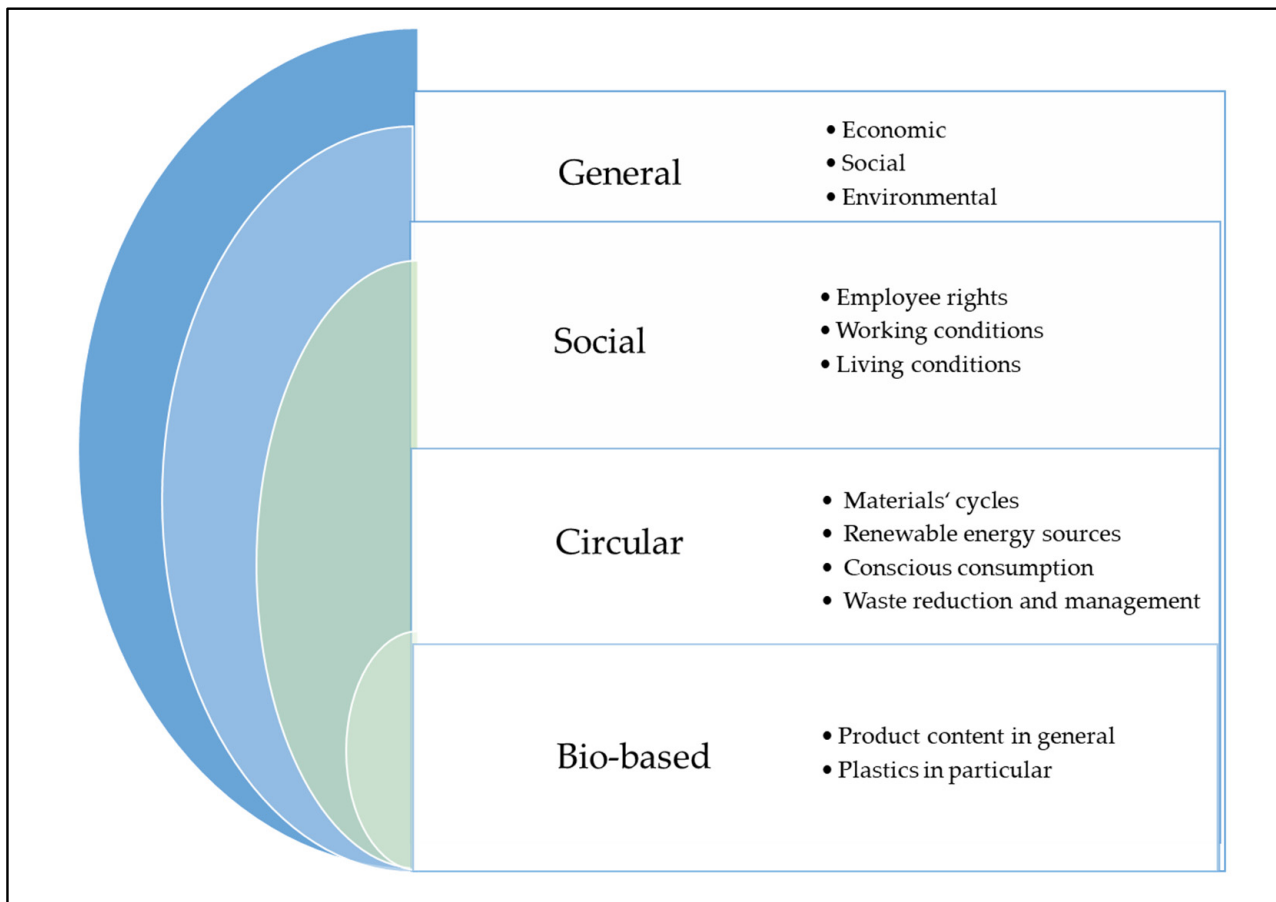 General
• Economic
• Social
• Environmental
Social
• Employee rights
• Working conditions
• Living conditions
Circular
• Materials‘ cycles
• Renewable energy sources
• Conscious consumption
• Waste reduction and management
Bio-based
• Product content in general
• Plastics in particular